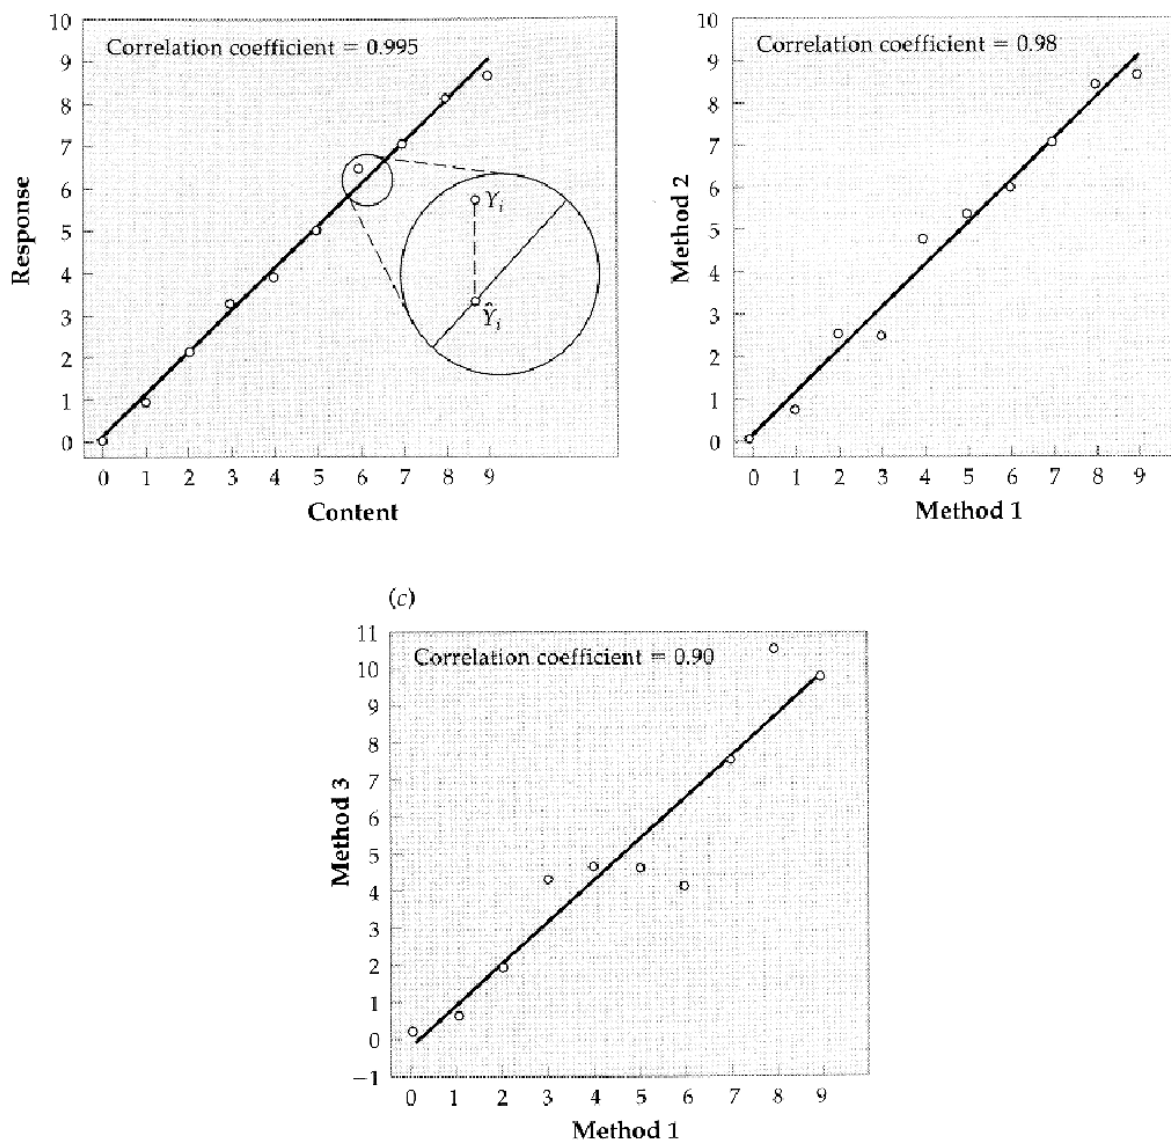 10
Correlation coefficient = 0.995
9
8
7
6
5
4
3
2
1
0
Response
Y_i
Ŷ_i
0 1 2 3 4 5 6 7 8 9
Content
10
Correlation coefficient = 0.98
9
8
7
6
5
4
3
2
1
0
Method 2
0 1 2 3 4 5 6 7 8 9
Method 1
(c)
11
Correlation coefficient = 0.90
10
9
8
7
6
5
4
3
2
1
0
−1
Method 3
0 1 2 3 4 5 6 7 8 9
Method 1